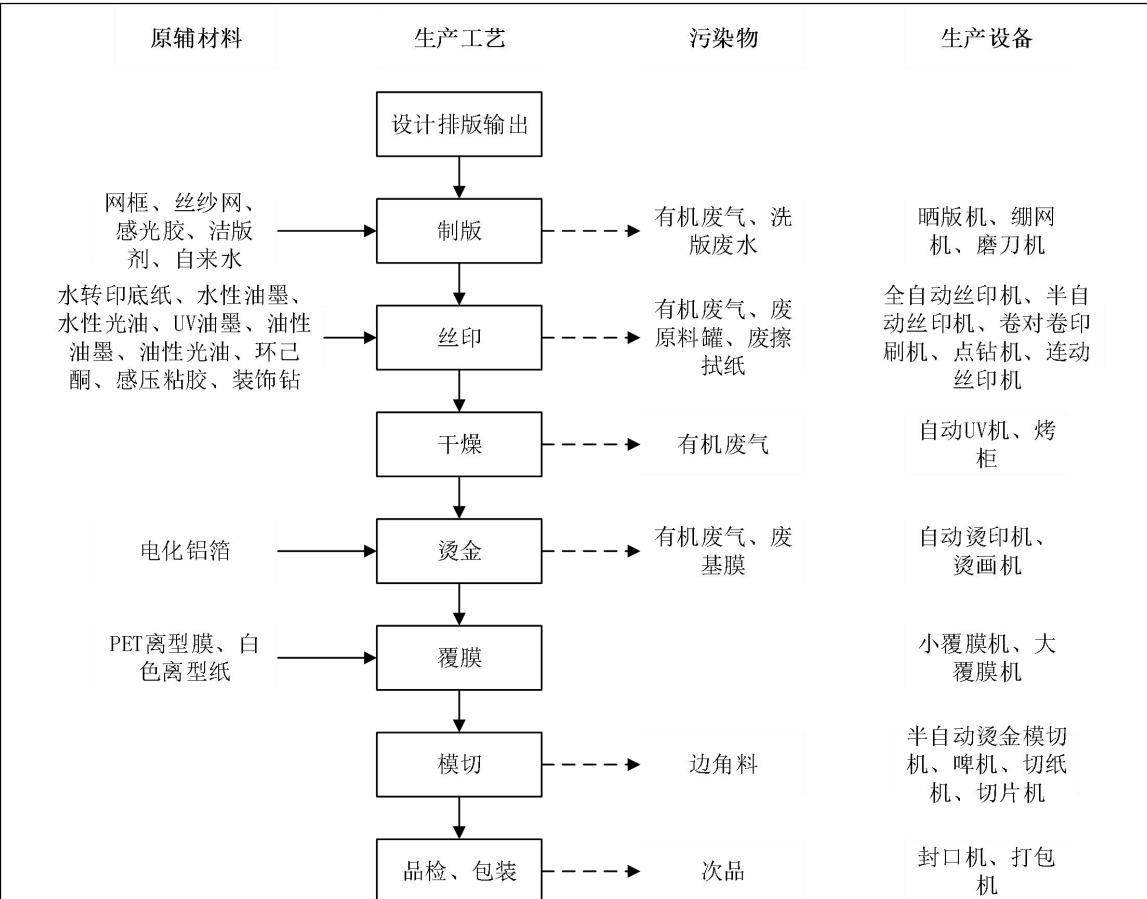 原辅材料 生产工艺 污染物 生产设备
设计排版输出
网框、丝纱网、
感光胶、洁版
剂、自来水
制版
有机废气、洗
版废水
晒版机、绷网
机、磨刀机
水转印底纸、水性油墨、
水性光油、UV油墨、油性
油墨、油性光油、环己
酮、感压粘胶、装饰钻
丝印
有机废气、废
原料罐、废擦
拭纸
全自动丝印机、半自
动丝印机、卷对卷印
刷机、点钻机、连动
丝印机
干燥
有机废气
自动UV机、烤
柜
电化铝箔
烫金
有机废气、废
基膜
自动烫印机、
烫画机
PET离型膜、白
色离型纸
覆膜
小覆膜机、大
覆膜机
模切
边角料
半自动烫金模切
机、啤机、切纸
机、切片机
品检、包装
次品
封口机、打包
机